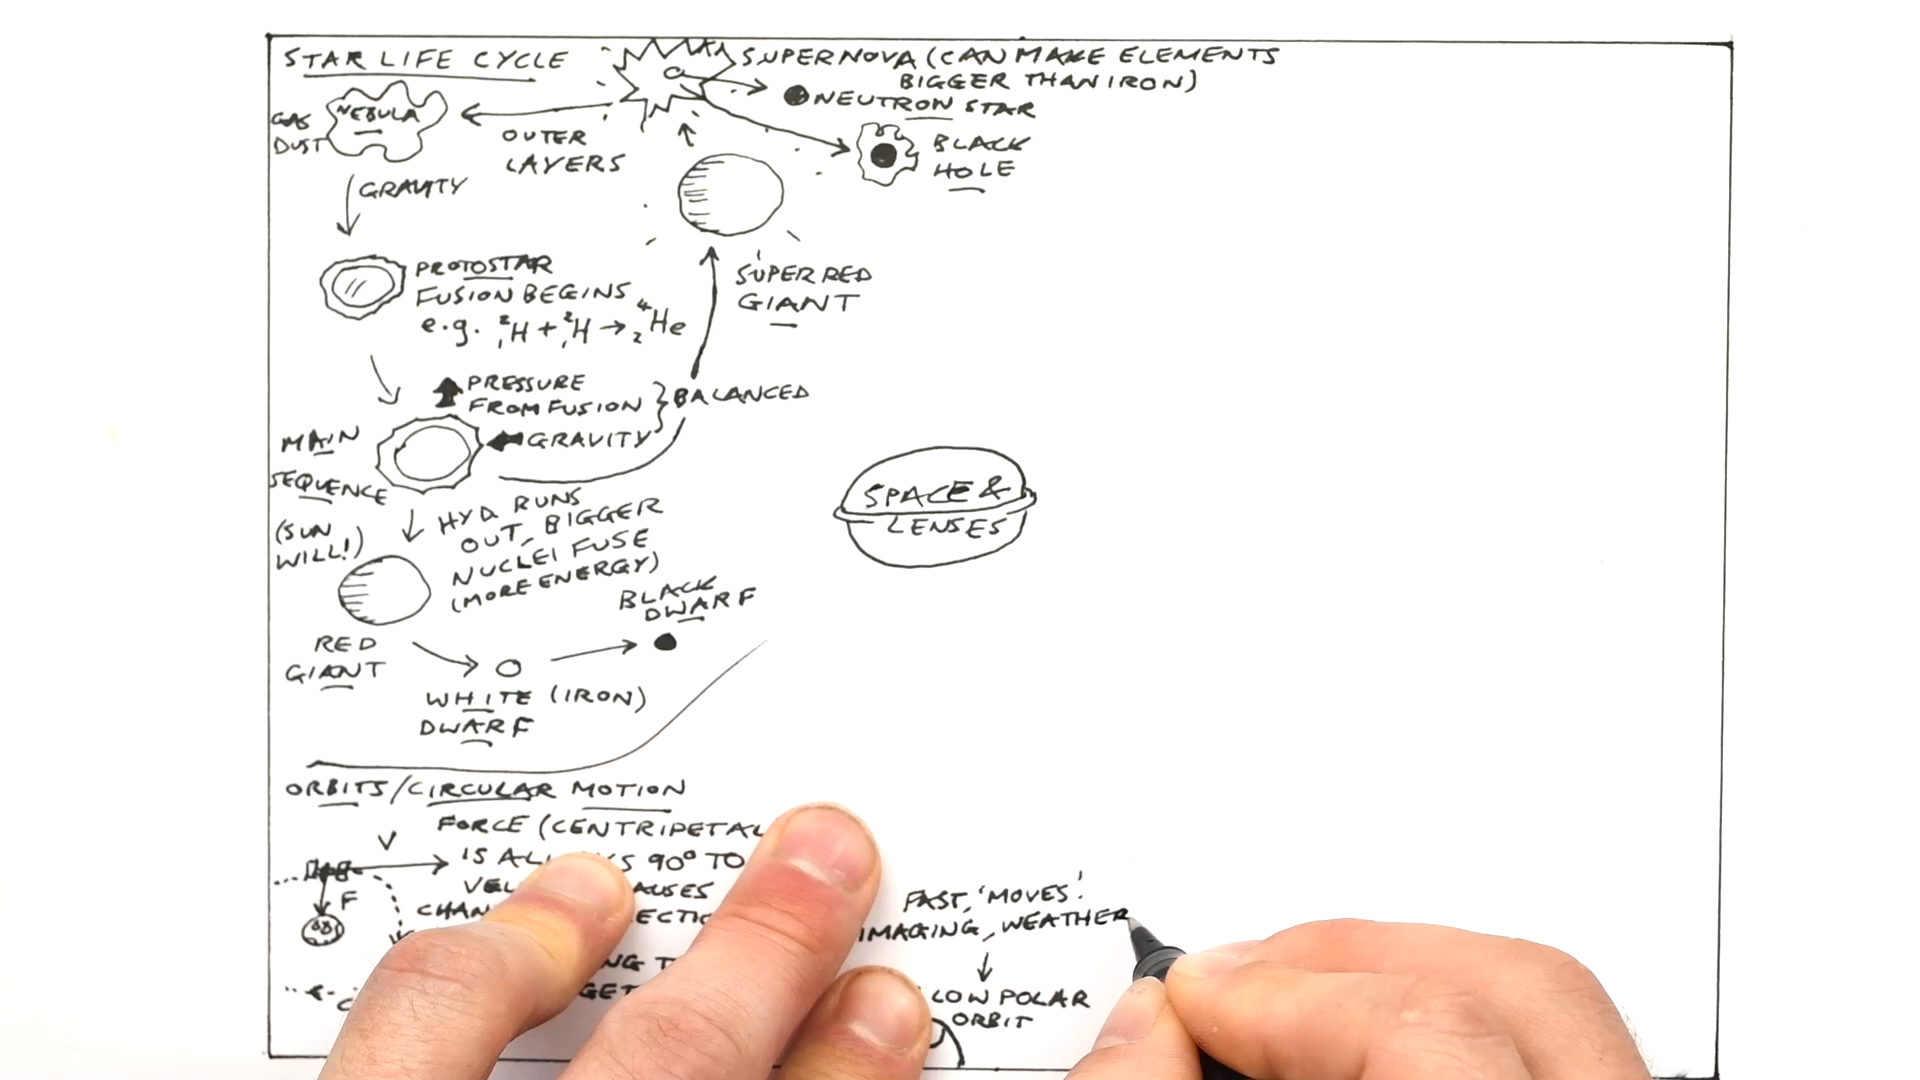 STAR LIFE CYCLE
SUPERNOVA (CAN MAKE ELEMENTS
BIGGER THAN IRON)
NEUTRON STAR
BLACK
HOLE
GAS
DUST
NEBULA
OUTER
LAYERS
GRAVITY
PROTOSTAR
FUSION BEGINS
e.g. ²₁H + ²₁H → ⁴₂He
SUPER RED
GIANT
PRESSURE
FROM FUSION
GRAVITY
BALANCED
MAIN
SEQUENCE
(SUN
WILL!)
HYD RUNS
OUT, BIGGER
NUCLEI FUSE
(MORE ENERGY)
RED
GIANT
WHITE (IRON)
DWARF
BLACK
DWARF
SPACE &
LENSES
ORBITS/CIRCULAR MOTION
FORCE (CENTRIPETAL
IS 90° TO
V
F
FAST, 'MOVES'.
IMAGING, WEATHER
LOW POLAR
ORBIT